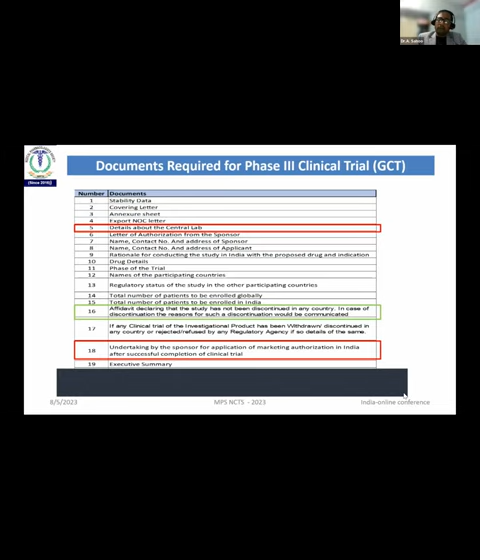 Dr.A. Saboo
(Since 2016)
Documents Required for Phase III Clinical Trial (GCT)
Number Documents
1 Stability Data
2 Covering Letter
3 Annexure sheet
4 Export NOC letter
5 Details about the Central Lab
6 Letter of Authorization from the Sponsor
7 Name, Contact No. And address of Sponsor
8 Name, Contact No. And address of Applicant
9 Rationale for conducting the study in India with the proposed drug and indication
10 Drug Details
11 Phase of the Trial
12 Names of the participating countries
13 Regulatory status of the study in the other participating countries
14 Total number of patients to be enrolled globally
15 Total number of patients to be enrolled in India
16 Affidavit declaring that the study has not been discontinued in any country. In case of
discontinuation the reasons for such a discontinuation would be communicated
17 If any Clinical trial of the Investigational Product has been Withdrawn/ discontinued in
any country or rejected/refused by any Regulatory Agency if so details of the same.
18 Undertaking by the sponsor for application of marketing authorization in India
after successful completion of clinical trial
19 Executive Summary
8/5/2023 MPS NCTS - 2023 India-online conference